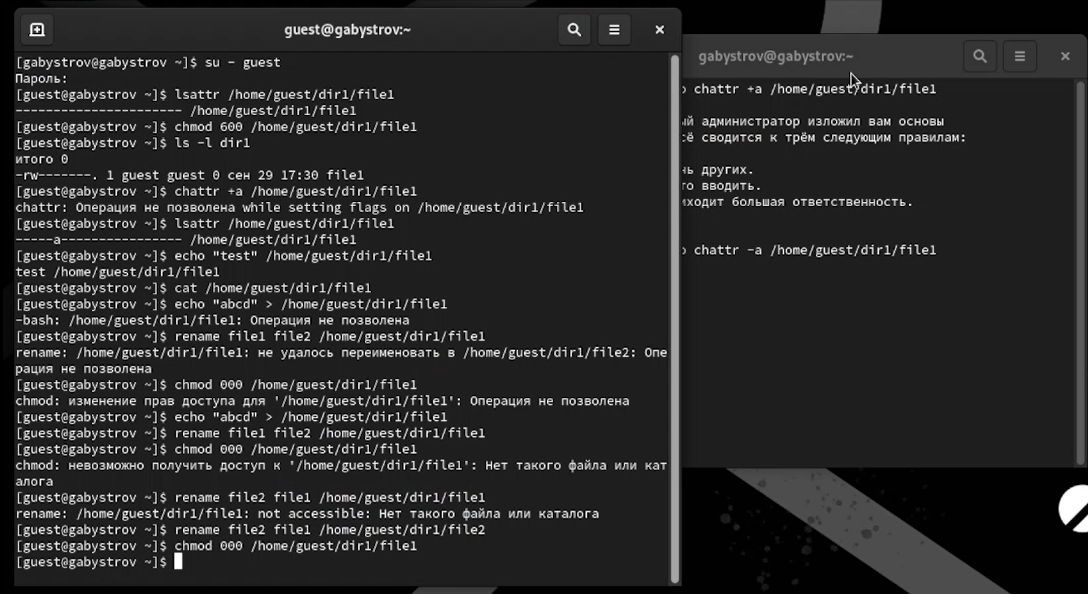 guest@gabystrov:~
[gabystrov@gabystrov ~]$ su - guest
Пароль:
[guest@gabystrov ~]$ lsattr /home/guest/dir1/file1
---------------------- /home/guest/dir1/file1
[guest@gabystrov ~]$ chmod 600 /home/guest/dir1/file1
[guest@gabystrov ~]$ ls -l dir1
итого 0
-rw-------. 1 guest guest 0 сен 29 17:30 file1
[guest@gabystrov ~]$ chattr +a /home/guest/dir1/file1
chattr: Операция не позволена while setting flags on /home/guest/dir1/file1
[guest@gabystrov ~]$ lsattr /home/guest/dir1/file1
-----a---------------- /home/guest/dir1/file1
[guest@gabystrov ~]$ echo "test" /home/guest/dir1/file1
test /home/guest/dir1/file1
[guest@gabystrov ~]$ cat /home/guest/dir1/file1
[guest@gabystrov ~]$ echo "abcd" > /home/guest/dir1/file1
-bash: /home/guest/dir1/file1: Операция не позволена
[guest@gabystrov ~]$ rename file1 file2 /home/guest/dir1/file1
rename: /home/guest/dir1/file1: не удалось переименовать в /home/guest/dir1/file2: Опе
рация не позволена
[guest@gabystrov ~]$ chmod 000 /home/guest/dir1/file1
chmod: изменение прав доступа для '/home/guest/dir1/file1': Операция не позволена
[guest@gabystrov ~]$ echo "abcd" > /home/guest/dir1/file1
[guest@gabystrov ~]$ rename file1 file2 /home/guest/dir1/file1
[guest@gabystrov ~]$ chmod 000 /home/guest/dir1/file1
chmod: невозможно получить доступ к '/home/guest/dir1/file1': Нет такого файла или кат
алога
[guest@gabystrov ~]$ rename file2 file1 /home/guest/dir1/file1
rename: /home/guest/dir1/file1: not accessible: Нет такого файла или каталога
[guest@gabystrov ~]$ rename file2 file1 /home/guest/dir1/file2
[guest@gabystrov ~]$ chmod 000 /home/guest/dir1/file1
[guest@gabystrov ~]$
gabystrov@gabystrov:~
chattr +a /home/guest/dir1/file1
администратор изложил вам основы
сводится к трём следующим правилам:
других.
вводить.
большая ответственность.
chattr -a /home/guest/dir1/file1